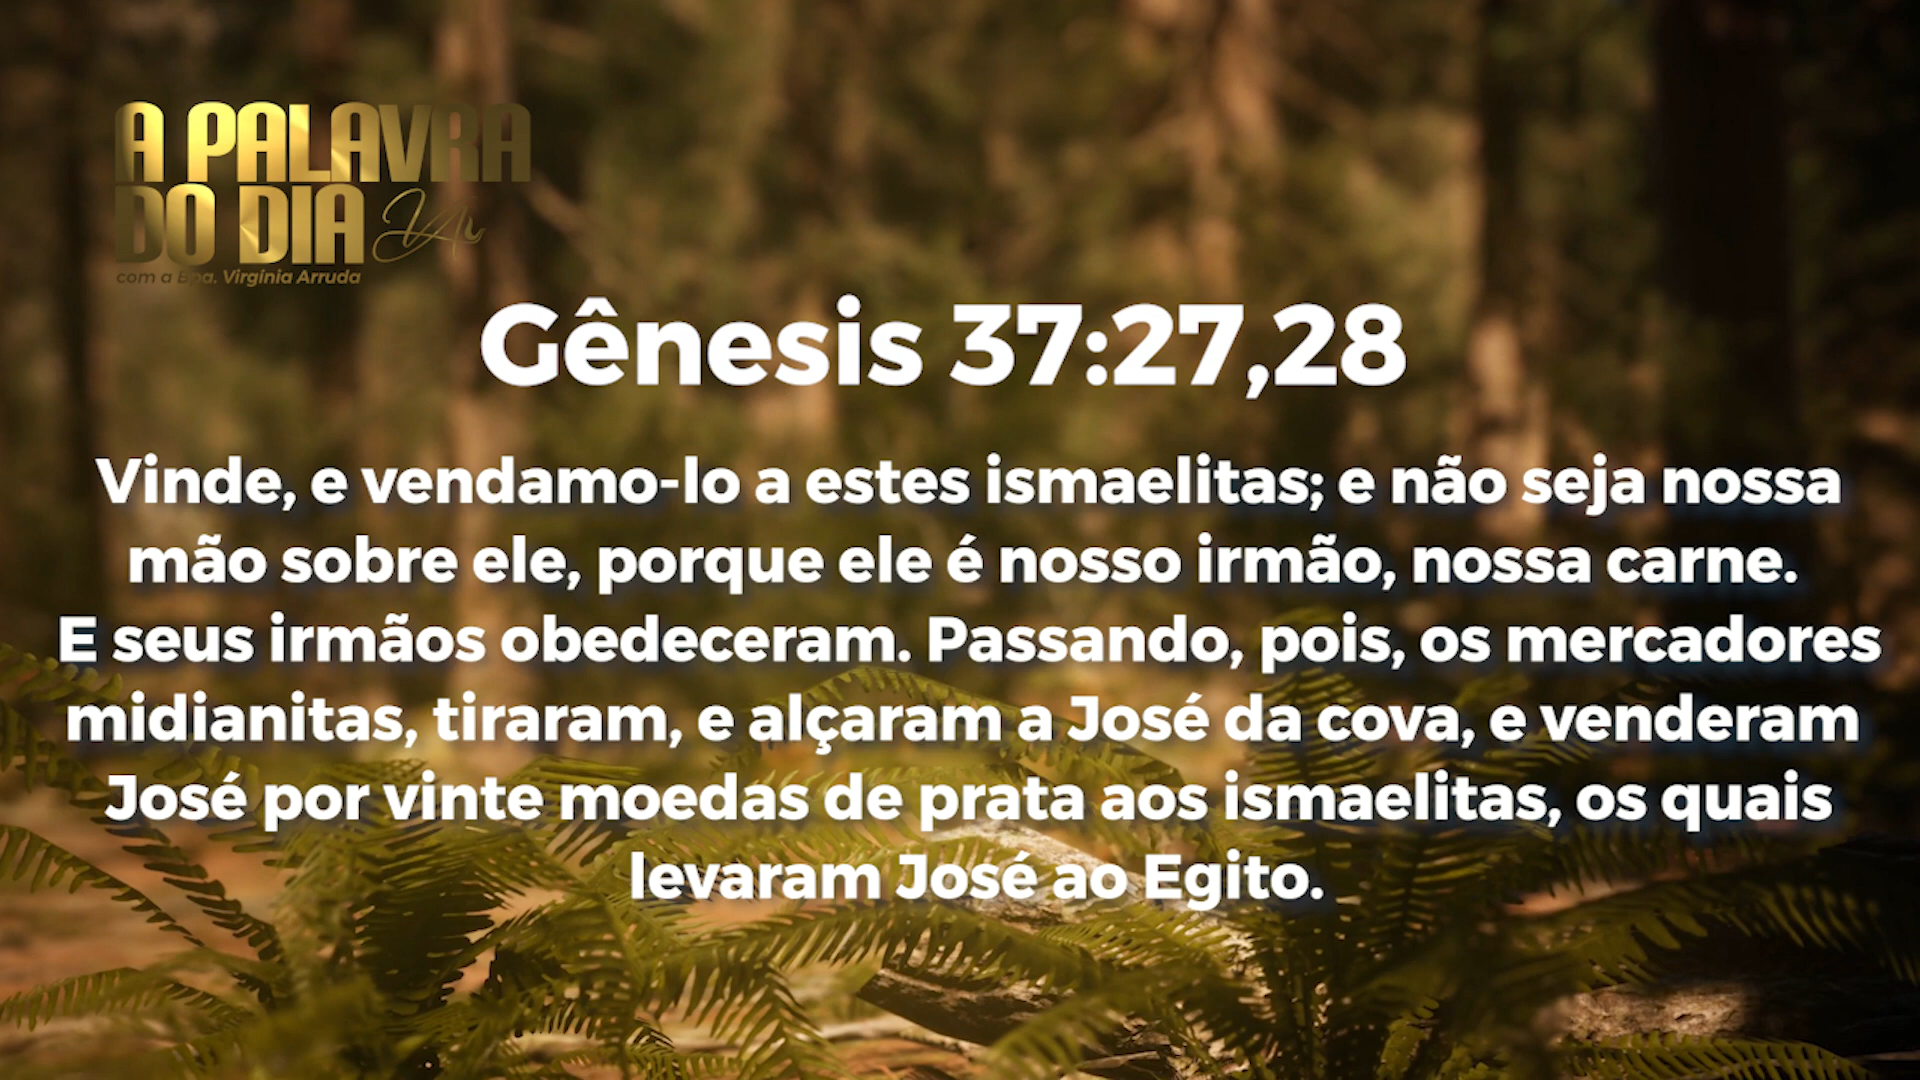 A PALAVRA
DO DIA
com a Bpa. Virginia Arruda
Gênesis 37:27,28
Vinde, e vendamo-lo a estes ismaelitas; e não seja nossa
mão sobre ele, porque ele é nosso irmão, nossa carne.
E seus irmãos obedeceram. Passando, pois, os mercadores
midianitas, tiraram, e alçaram a José da cova, e venderam
José por vinte moedas de prata aos ismaelitas, os quais
levaram José ao Egito.